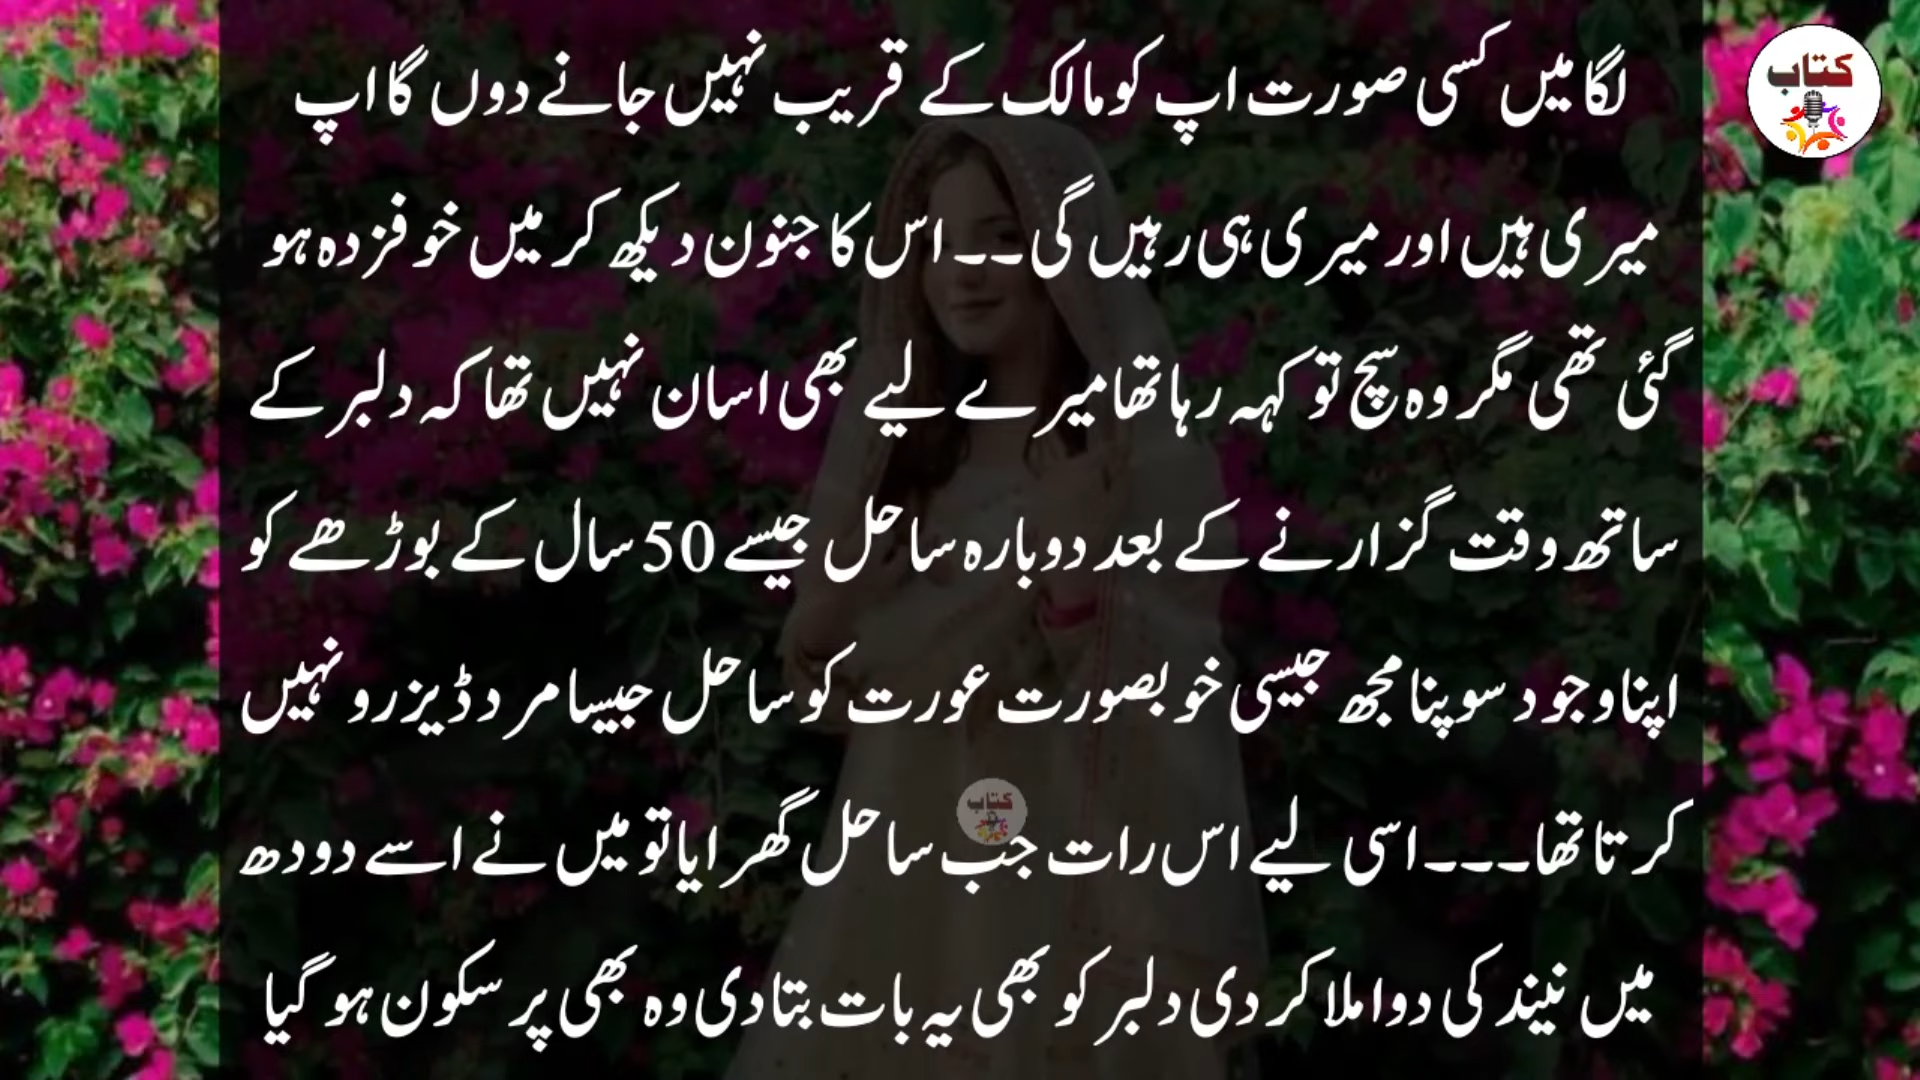 کتاب
لگا میں کسی صورت اپ کو مالک کے قریب نہیں جانے دوں گا اپ
میری ہیں اور میری ہی رہیں گی۔۔ اس کا جنون دیکھ کر میں خوفزدہ ہو
گئی تھی مگر وہ سچ تو کہہ رہا تھا میرے لیے بھی اسان نہیں تھا کہ دلبر کے
ساتھ وقت گزارنے کے بعد دوبارہ ساحل جیسے 50 سال کے بوڑھے کو
اپنا وجود سوپنا مجھ جیسی خوبصورت عورت کو ساحل جیسا مرد ڈیزرو نہیں
کرتا تھا۔۔۔ اسی لیے اس رات جب ساحل گھر ایا تو میں نے اسے دودھ
میں نیند کی دوا ملا کر دی دلبر کو بھی یہ بات بتا دی وہ بھی پر سکون ہو گیا
کتاب